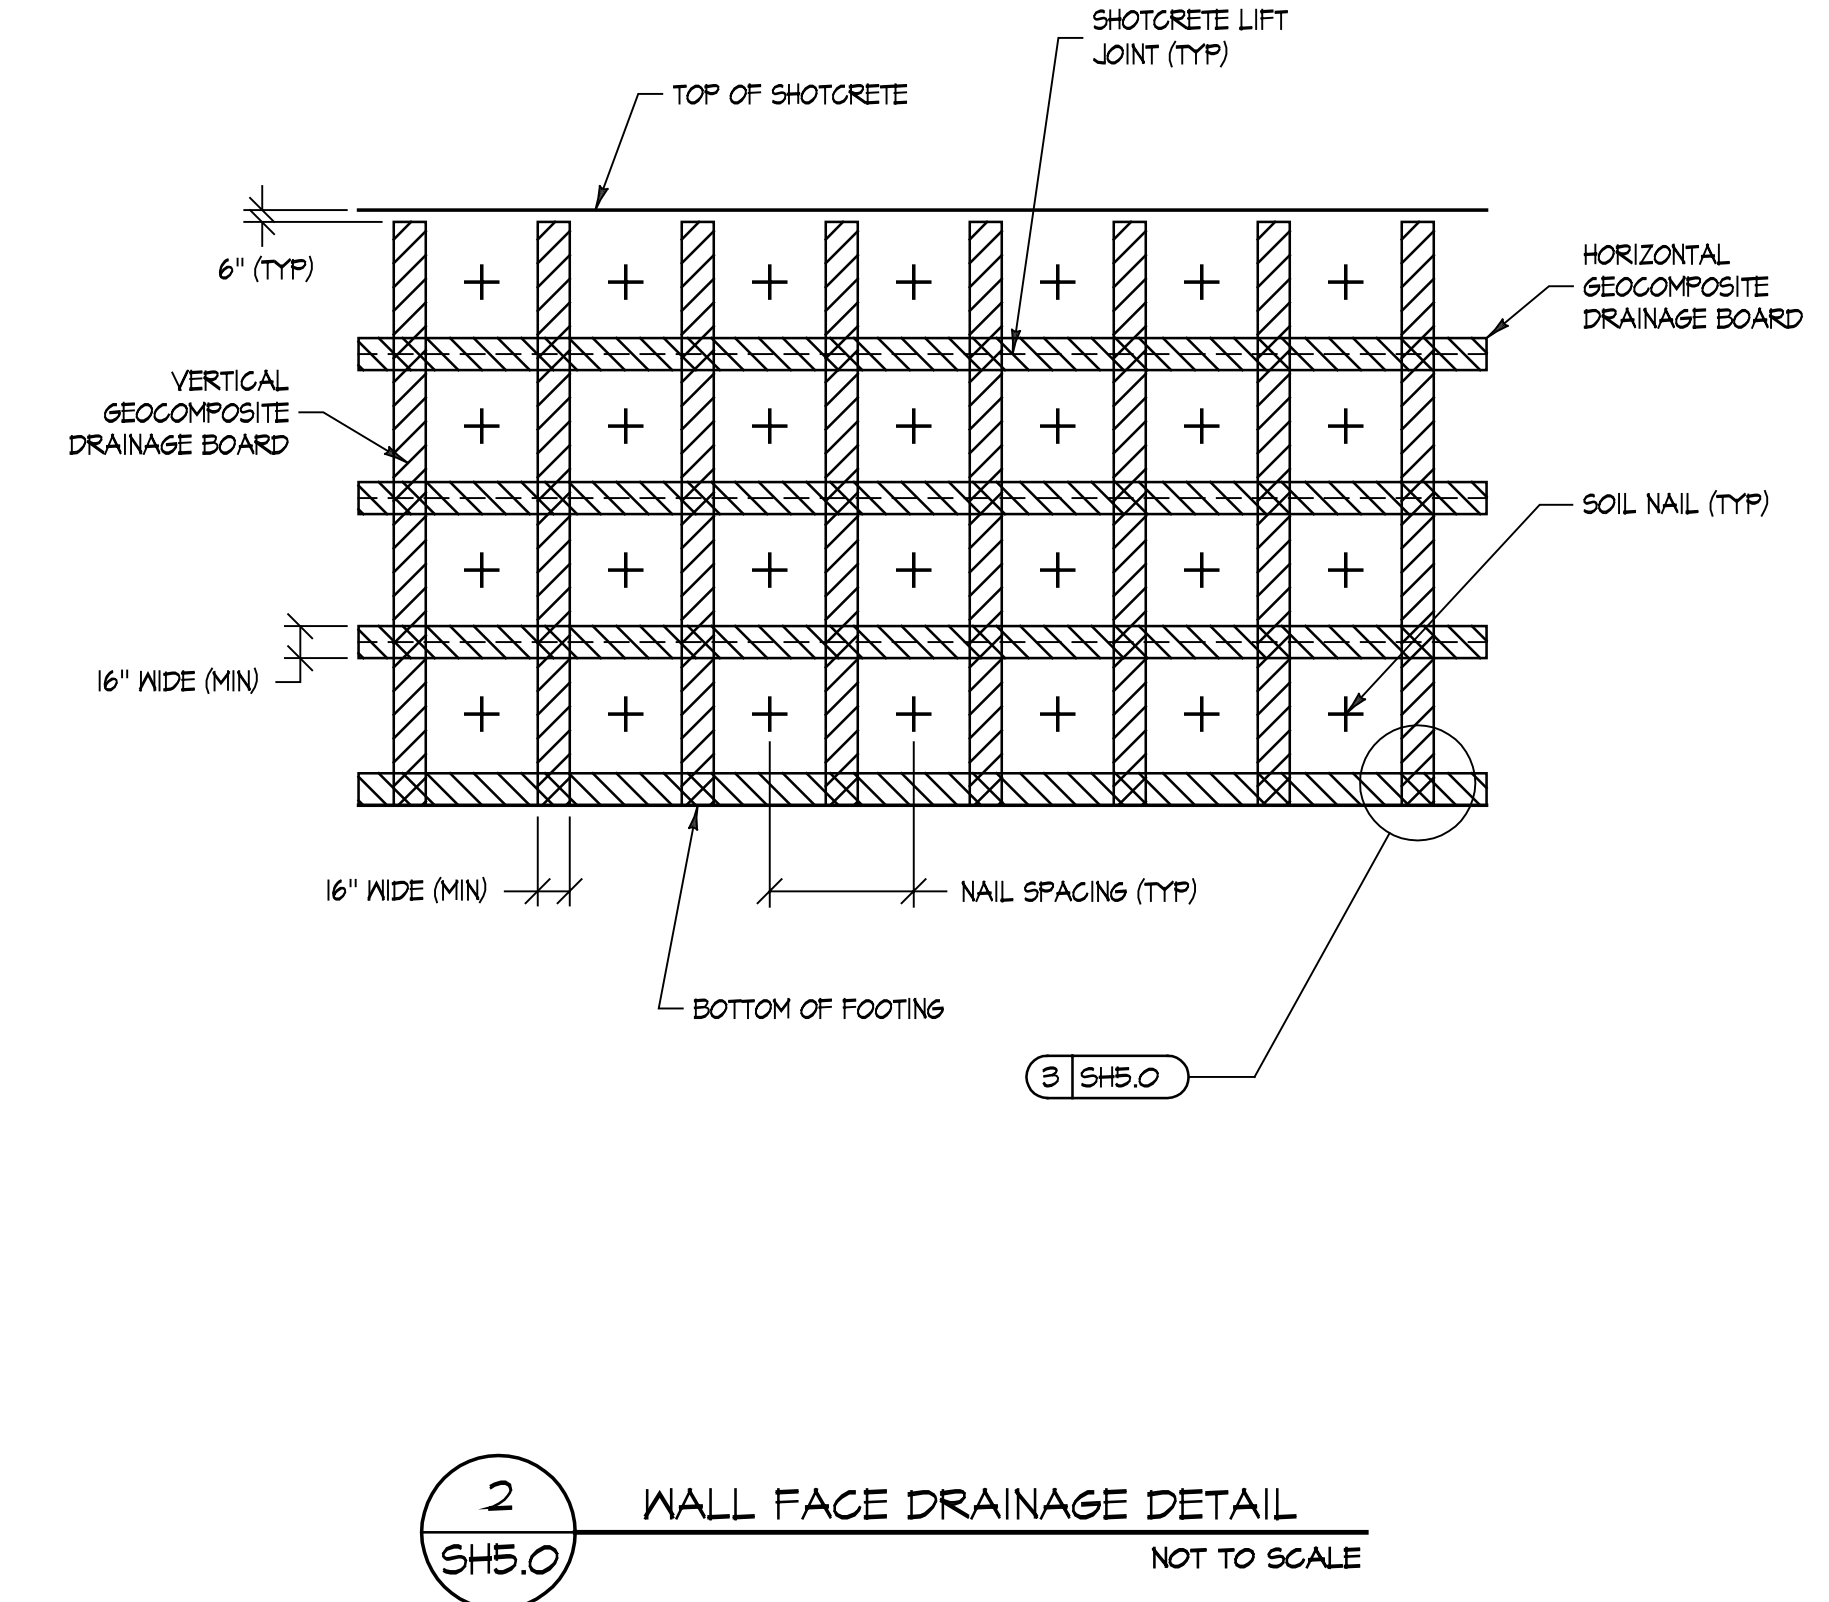 SHOTCRETE LIFT
JOINT (TYP)
TOP OF SHOTCRETE
6" (TYP)
HORIZONTAL
GEOCOMPOSITE
DRAINAGE BOARD
VERTICAL
GEOCOMPOSITE
DRAINAGE BOARD
SOIL NAIL (TYP)
16" WIDE (MIN)
16" WIDE (MIN)
NAIL SPACING (TYP)
BOTTOM OF FOOTING
3 SH5.0
2
SH5.0
WALL FACE DRAINAGE DETAIL
NOT TO SCALE